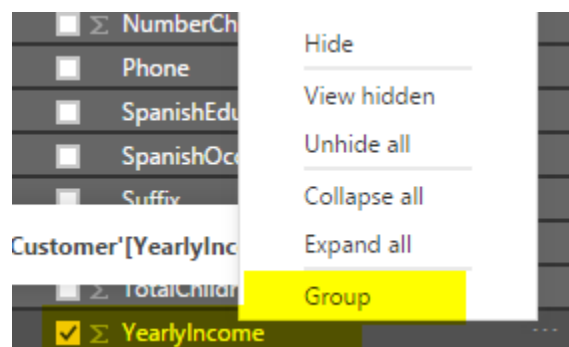 Σ NumberCh
Phone
SpanishEdu
SpanishOcc
Suffix
Customer'[YearlyInc
Σ TotalChildr
Σ YearlyIncome ...
Hide
View hidden
Unhide all
Collapse all
Expand all
Group